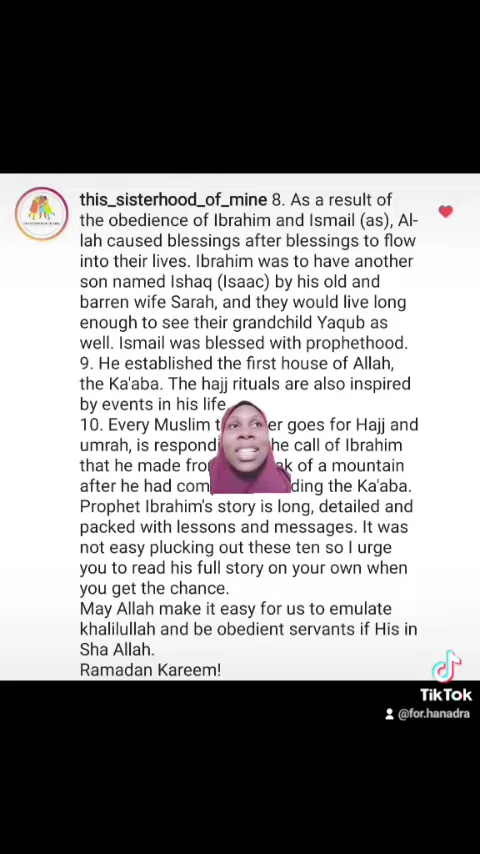 this_sisterhood_of_mine 8. As a result of
the obedience of Ibrahim and Ismail (as), Al-
lah caused blessings after blessings to flow
into their lives. Ibrahim was to have another
son named Ishaq (Isaac) by his old and
barren wife Sarah, and they would live long
enough to see their grandchild Yaqub as
well. Ismail was blessed with prophethood.
9. He established the first house of Allah,
the Ka'aba. The hajj rituals are also inspired
by events in his life.
10. Every Muslim goes for Hajj and
umrah, is call of Ibrahim
that he made of a mountain
after he had the Ka'aba.
Prophet Ibrahim's story is long, detailed and
packed with lessons and messages. It was
not easy plucking out these ten so I urge
you to read his full story on your own when
you get the chance.
May Allah make it easy for us to emulate
khalilullah and be obedient servants if His in
Sha Allah.
Ramadan Kareem!
TikTok
@for.hanadra